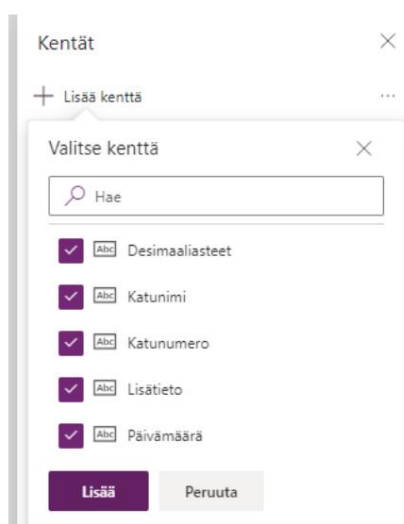 Kentät
Lisää kenttä
Valitse kenttä
Hae
Abc Desimaaliasteet
Abc Katunimi
Abc Katunumero
Abc Lisätieto
Abc Päivämäärä
Lisää Peruuta